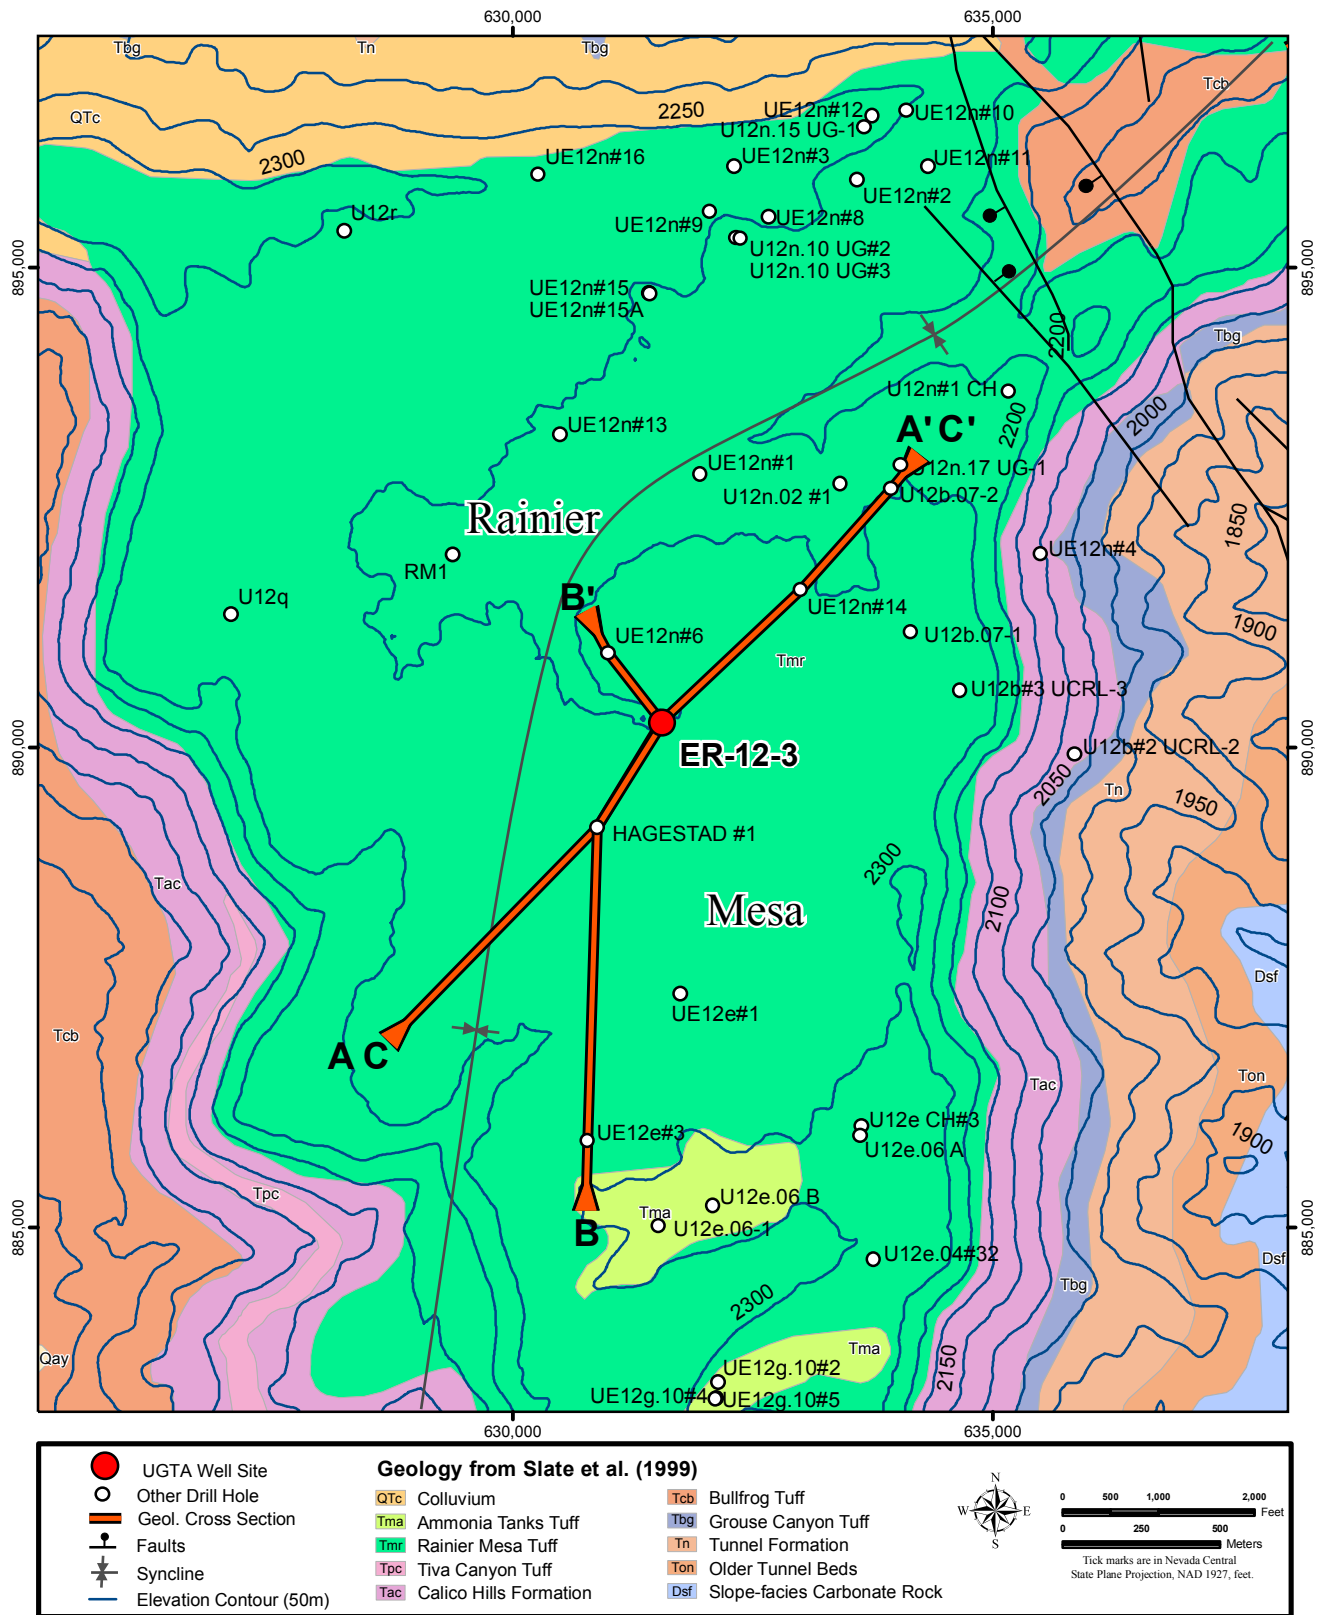 630,000
635,000
Tbg
Tn
Tbg
Tcb
QTc
2250
UE12n#12
UE12n#10
U12n.15 UG-1
2300
UE12n#16
UE12n#3
UE12n#11
UE12n#2
U12r
UE12n#9
UE12n#8
U12n.10 UG#2
U12n.10 UG#3
895,000
895,000
UE12n#15
UE12n#15A
2200
Tbg
U12n#1 CH
2200
2000
A' C'
UE12n#13
UE12n#1
U12n.17 UG-1
U12n.02 #1
U12b.07-2
Rainier
1850
UE12n#4
RM1
B'
U12q
UE12n#14
1900
UE12n#6
U12b.07-1
Tmr
U12b#3 UCRL-3
890,000
ER-12-3
U12b#2 UCRL-2
890,000
2050
Tn
1950
HAGESTAD #1
2300
Tac
Mesa
2100
Dsf
UE12e#1
Tcb
A C
Tac
Ton
U12e CH#3
UE12e#3
U12e.06 A
1900
Tpc
U12e.06 B
Tma
U12e.06-1
885,000
885,000
B
U12e.04#32
Dsf
Tbg
2300
Qay
Tma
2150
UE12g.10#2
UE12g.10#4
UE12g.10#5
630,000
635,000
UGTA Well Site
Other Drill Hole
Geol. Cross Section
Faults
Syncline
Elevation Contour (50m)
Geology from Slate et al. (1999)
QTc Colluvium
Tma Ammonia Tanks Tuff
Tmr Rainier Mesa Tuff
Tpc Tiva Canyon Tuff
Tac Calico Hills Formation
Tcb Bullfrog Tuff
Tbg Grouse Canyon Tuff
Tn Tunnel Formation
Ton Older Tunnel Beds
Dsf Slope-facies Carbonate Rock
N
W E
S
0 500 1,000 2,000
Feet
0 250 500
Meters
Tick marks are in Nevada Central
State Plane Projection, NAD 1927, feet.